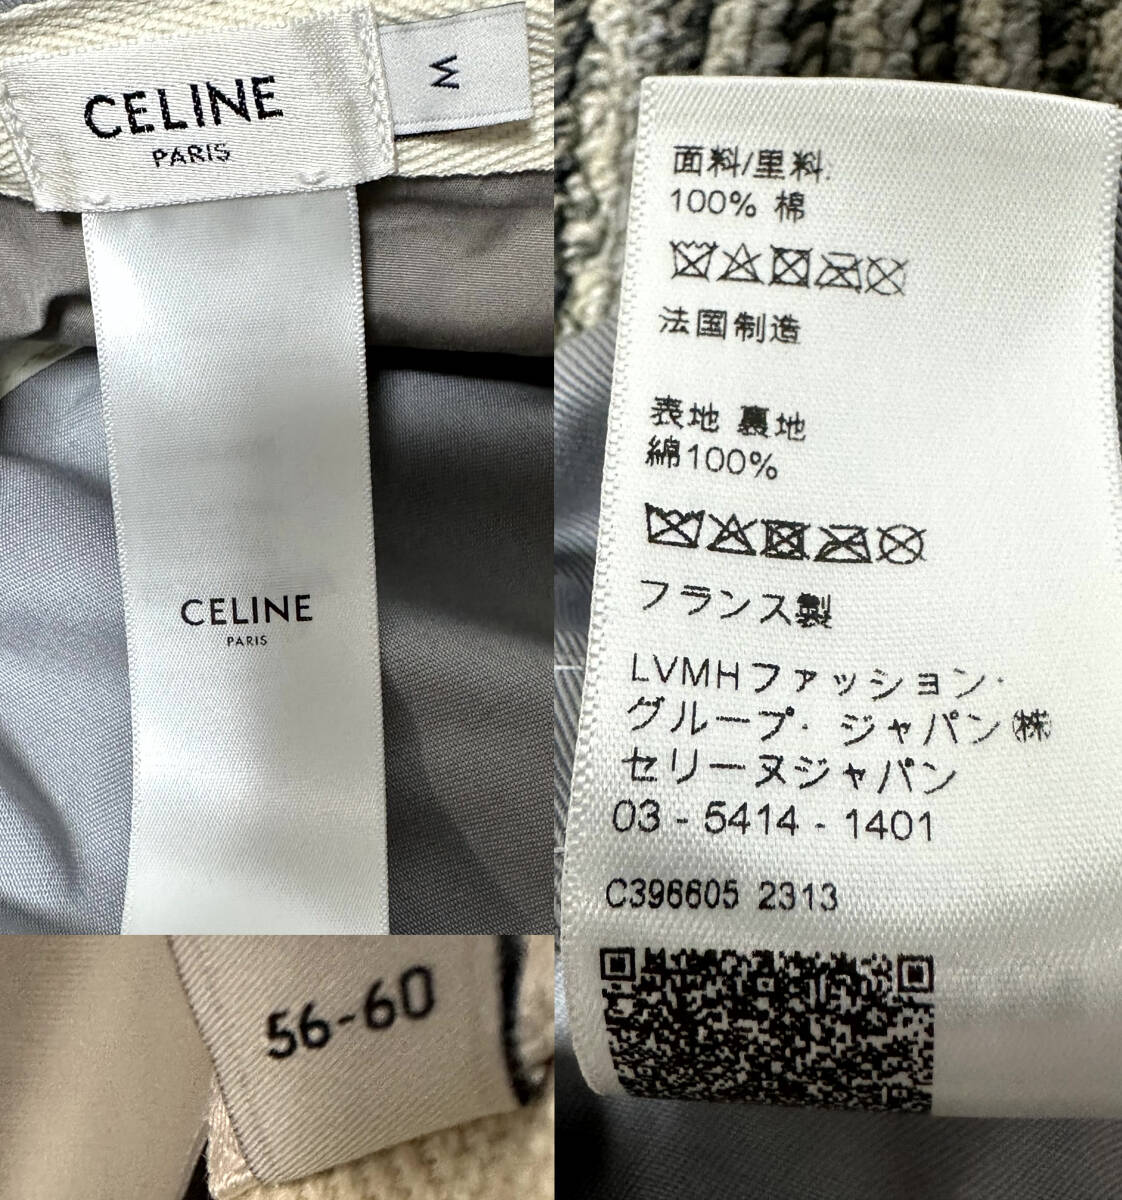 CELINE
PARIS
M
CELINE
PARIS
56-60
面料/里料:
100% 棉
法国制造
表地 裏地
綿100%
フランス製
LVMHファッション・
グループ・ジャパン㈱
セリーヌジャパン
03 - 5414 - 1401
C396605 2313